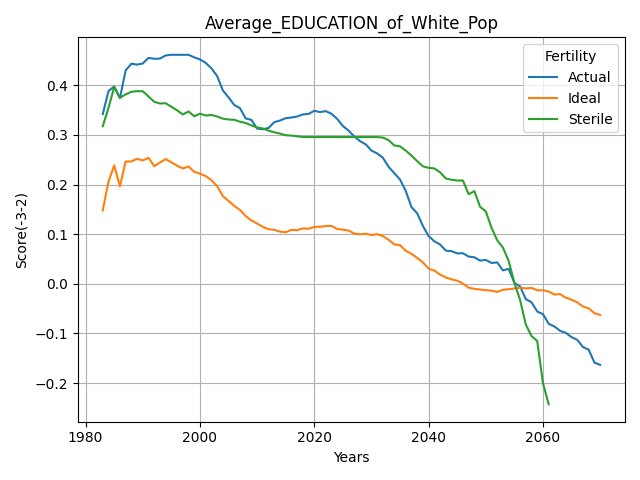 Average_EDUCATION_of_White_Pop
Fertility
Actual
Ideal
Sterile
Score(-3-2)
0.4
0.3
0.2
0.1
0.0
−0.1
−0.2
1980
2000
2020
2040
2060
Years